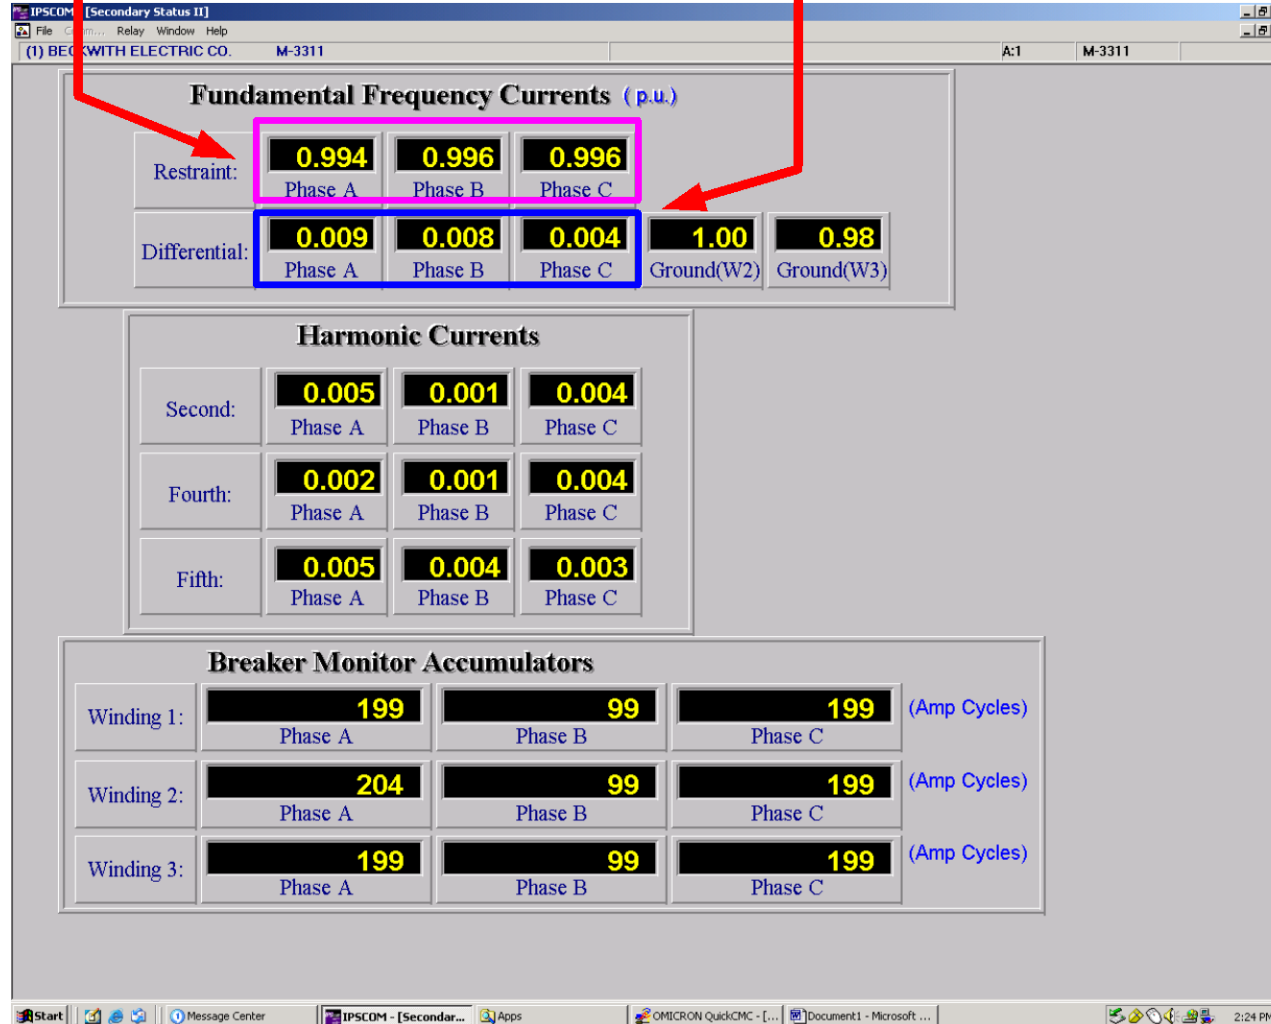 IPSCOM [Secondary Status II]
File Comm... Relay Window Help
(1) BECKWITH ELECTRIC CO. M-3311 A:1 M-3311
Fundamental Frequency Currents (p.u.)
Restraint: 0.994 0.996 0.996
Phase A Phase B Phase C
Differential: 0.009 0.008 0.004 1.00 0.98
Phase A Phase B Phase C Ground(W2) Ground(W3)
Harmonic Currents
Second: 0.005 0.001 0.004
Phase A Phase B Phase C
Fourth: 0.002 0.001 0.004
Phase A Phase B Phase C
Fifth: 0.005 0.004 0.003
Phase A Phase B Phase C
Breaker Monitor Accumulators
Winding 1: 199 99 199 (Amp Cycles)
Phase A Phase B Phase C
Winding 2: 204 99 199 (Amp Cycles)
Phase A Phase B Phase C
Winding 3: 199 99 199 (Amp Cycles)
Phase A Phase B Phase C
Start Message Center IPSCOM - [Secondar... Apps OMICRON QuickCMC - [... Document1 - Microsoft ... 2:24 PM